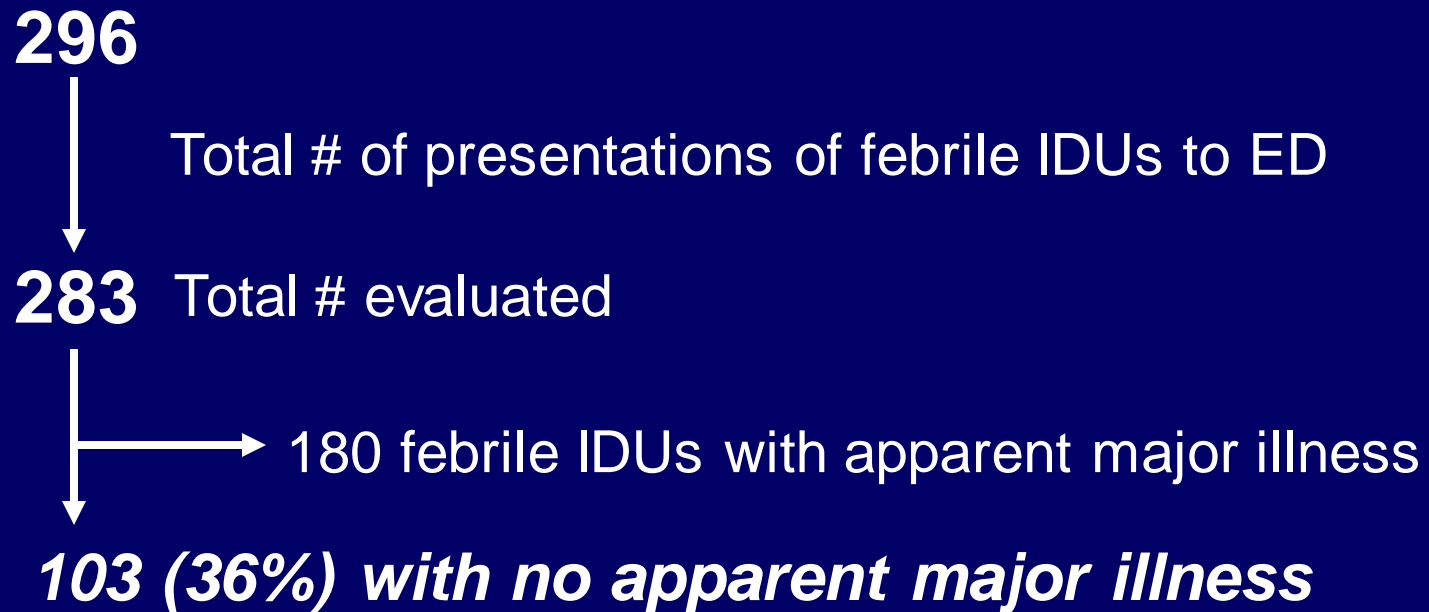 296
Total # of presentations of febrile IDUs to ED
283 Total # evaluated
180 febrile IDUs with apparent major illness
103 (36%) with no apparent major illness